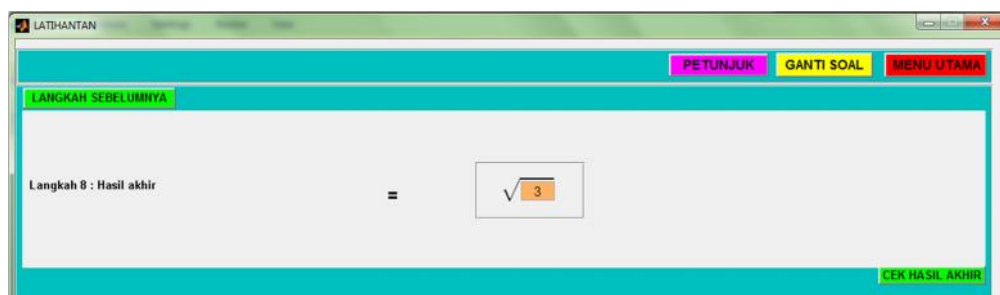 LATIHANTAN
PETUNJUK GANTI SOAL MENU UTAMA
LANGKAH SEBELUMNYA
Langkah 8 : Hasil akhir = √3
CEK HASIL AKHIR